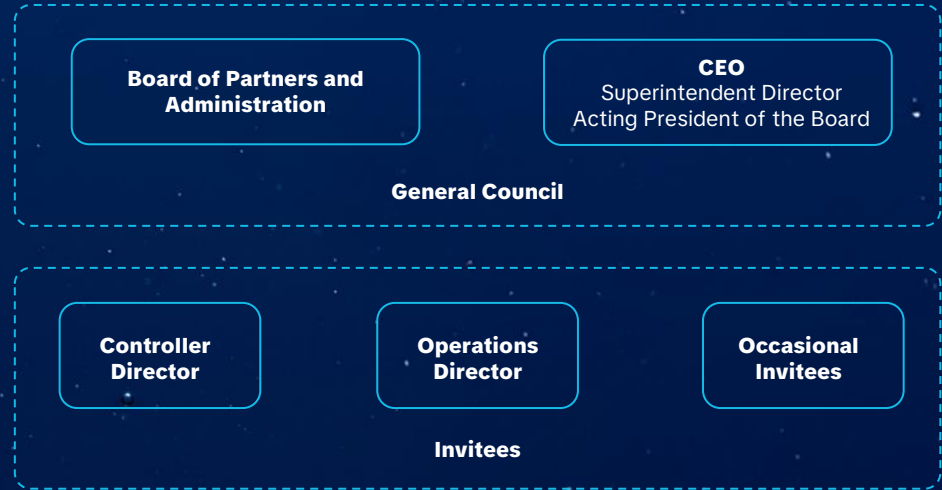 Board of Partners and
Administration
CEO
Superintendent Director
Acting President of the Board
General Council
Controller
Director
Operations
Director
Occasional
Invitees
Invitees